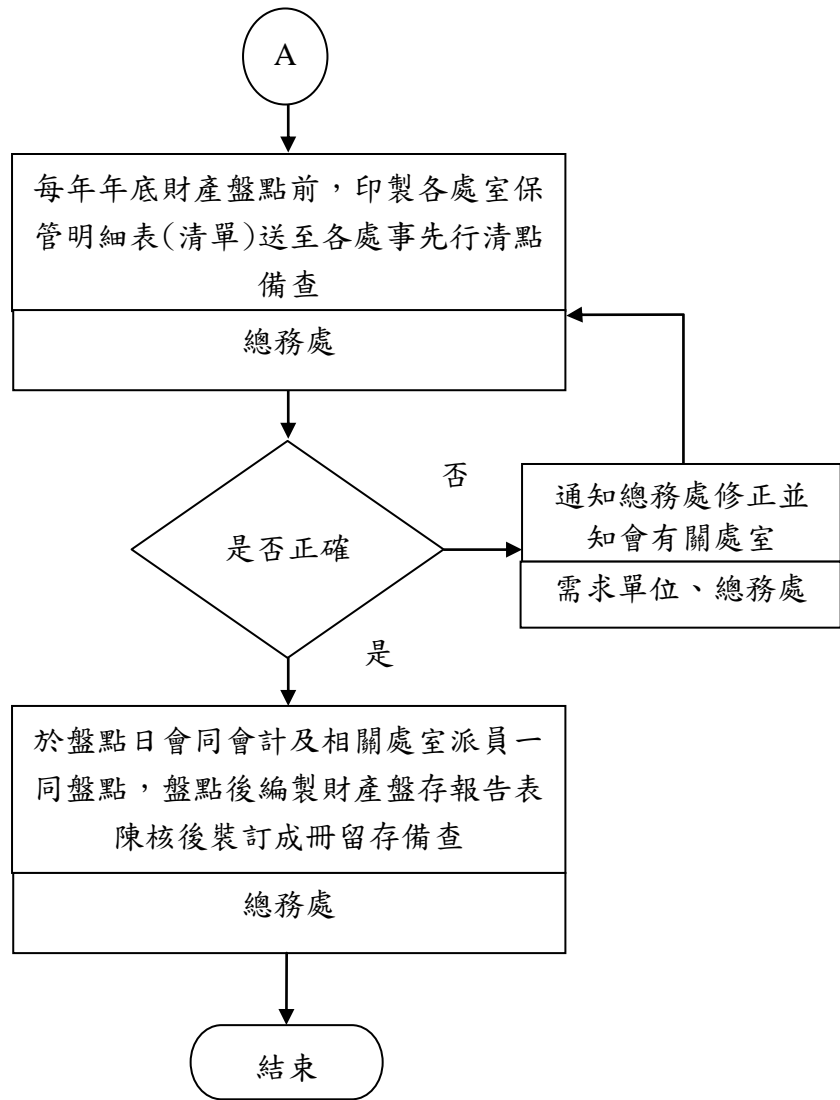 A
每年年底財產盤點前，印製各處室保
管明細表(清單)送至各處事先行清點
備查
總務處
是否正確
否
通知總務處修正並
知會有關處室
需求單位、總務處
是
於盤點日會同會計及相關處室派員一
同盤點，盤點後編製財產盤存報告表
陳核後裝訂成冊留存備查
總務處
結束